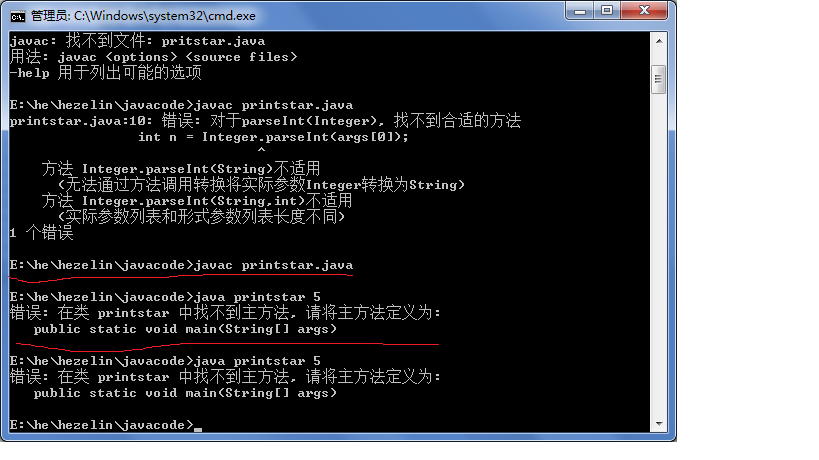 管理员: C:\Windows\system32\cmd.exe
javac: 找不到文件: pritstar.java
用法: javac <options> <source files>
-help 用于列出可能的选项
E:\he\hezelin\javacode>javac printstar.java
printstar.java:10: 错误: 对于parseInt(Integer), 找不到合适的方法
int n = Integer.parseInt(args[0]);
^
方法 Integer.parseInt(String)不适用
(无法通过方法调用转换将实际参数Integer转换为String)
方法 Integer.parseInt(String,int)不适用
(实际参数列表和形式参数列表长度不同)
1 个错误
E:\he\hezelin\javacode>javac printstar.java
E:\he\hezelin\javacode>java printstar 5
错误: 在类 printstar 中找不到主方法, 请将主方法定义为:
public static void main(String[] args)
E:\he\hezelin\javacode>java printstar 5
错误: 在类 printstar 中找不到主方法, 请将主方法定义为:
public static void main(String[] args)
E:\he\hezelin\javacode>